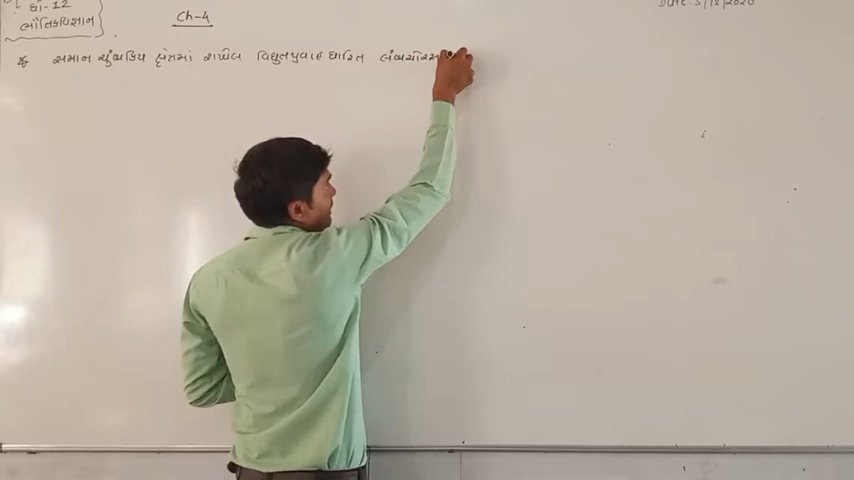 ધો-12
ભૌતિકવિજ્ઞાન
Ch-4
Date: 5/12/2020
* સમાન ચુંબકિય ક્ષેત્રમાં રાખેલ વિદ્યુતપ્રવાહ ધારિત લંબચોરસ